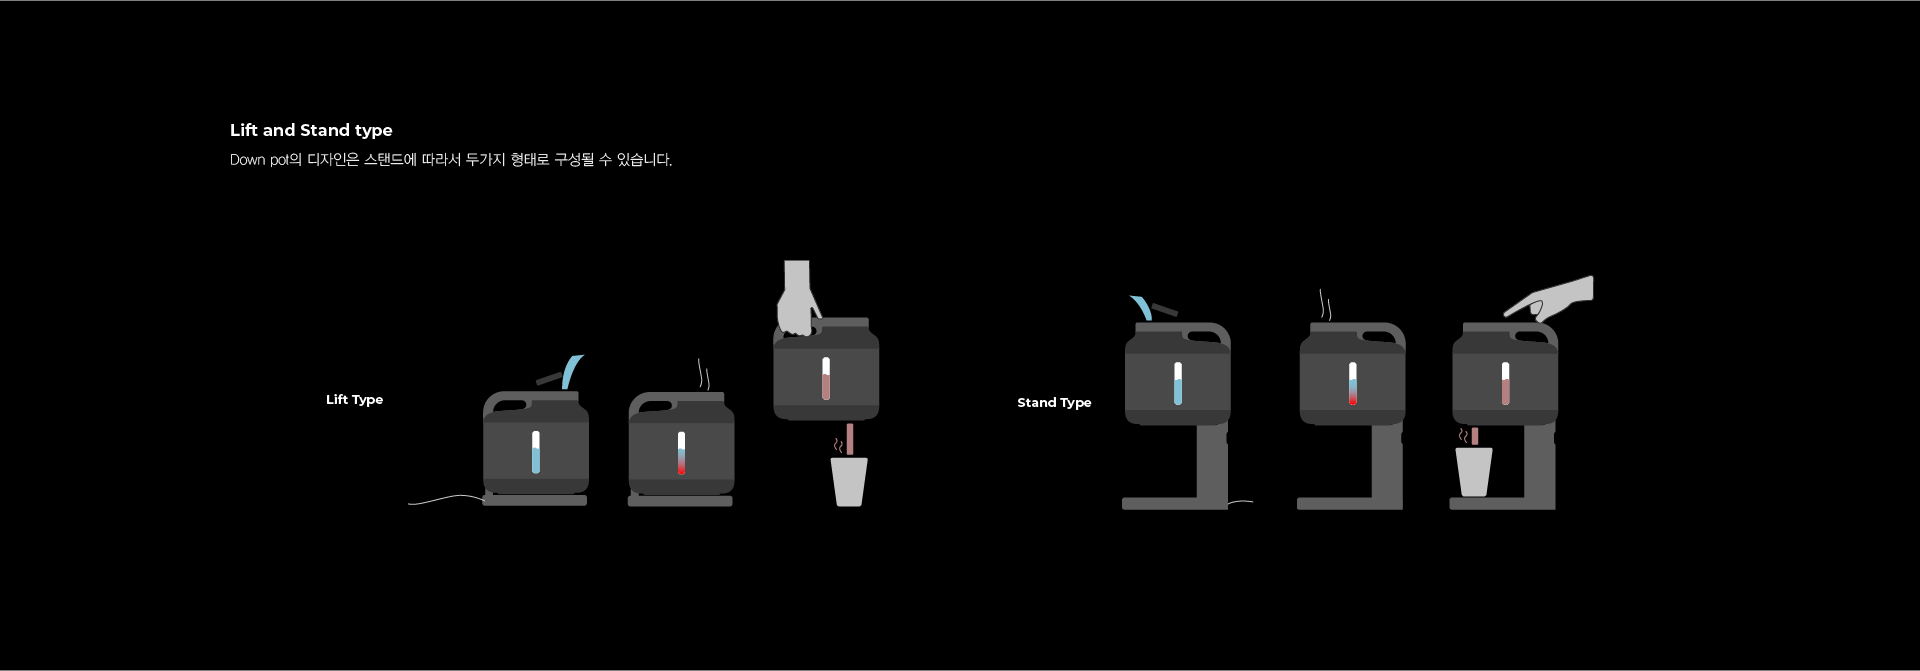 Lift and Stand type
Down pot의 디자인은 스탠드에 따라서 두가지 형태로 구성될 수 있습니다.
Lift Type
Stand Type